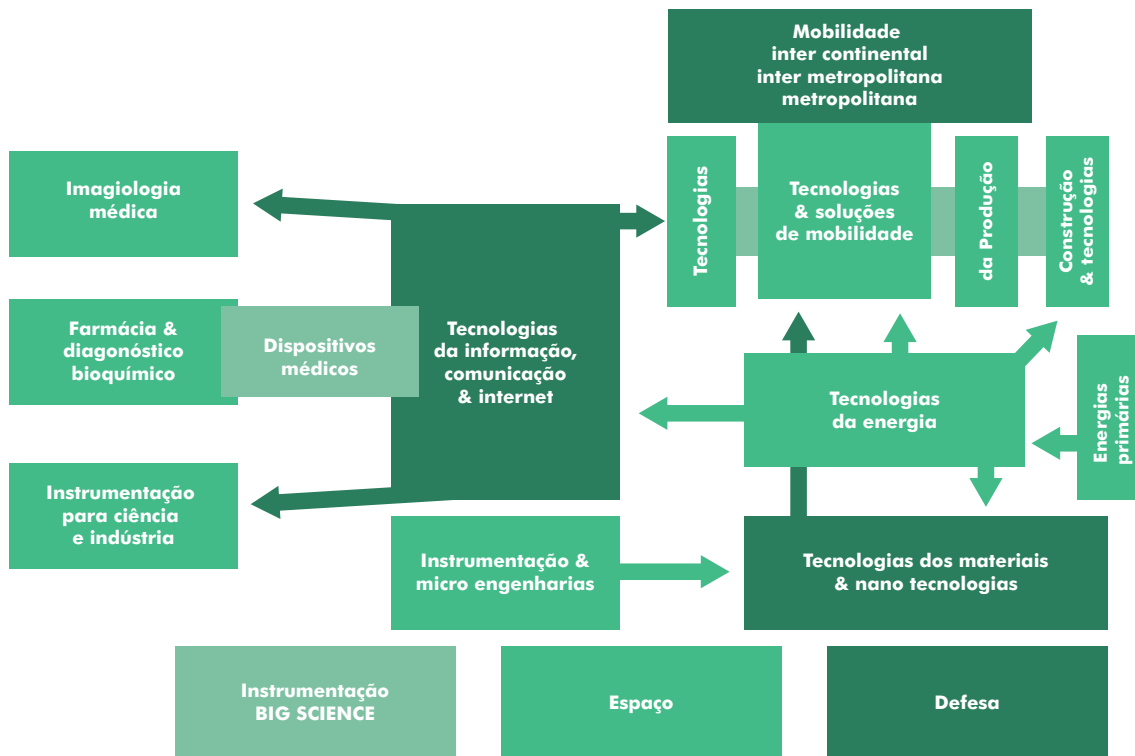 Mobilidade
inter continental
inter metropolitana
metropolitana
Tecnologias
Tecnologias
& soluções
de mobilidade
da Produção
Construção
& tecnologias
Imagiologia
médica
Farmácia &
diagonóstico
bioquímico
Dispositivos
médicos
Tecnologias
da informação,
comunicação
& internet
Tecnologias
da energia
Energias
primárias
Instrumentação
para ciência
e indústria
Instrumentação &
micro engenharias
Tecnologias dos materiais
& nano tecnologias
Instrumentação
BIG SCIENCE
Espaço
Defesa